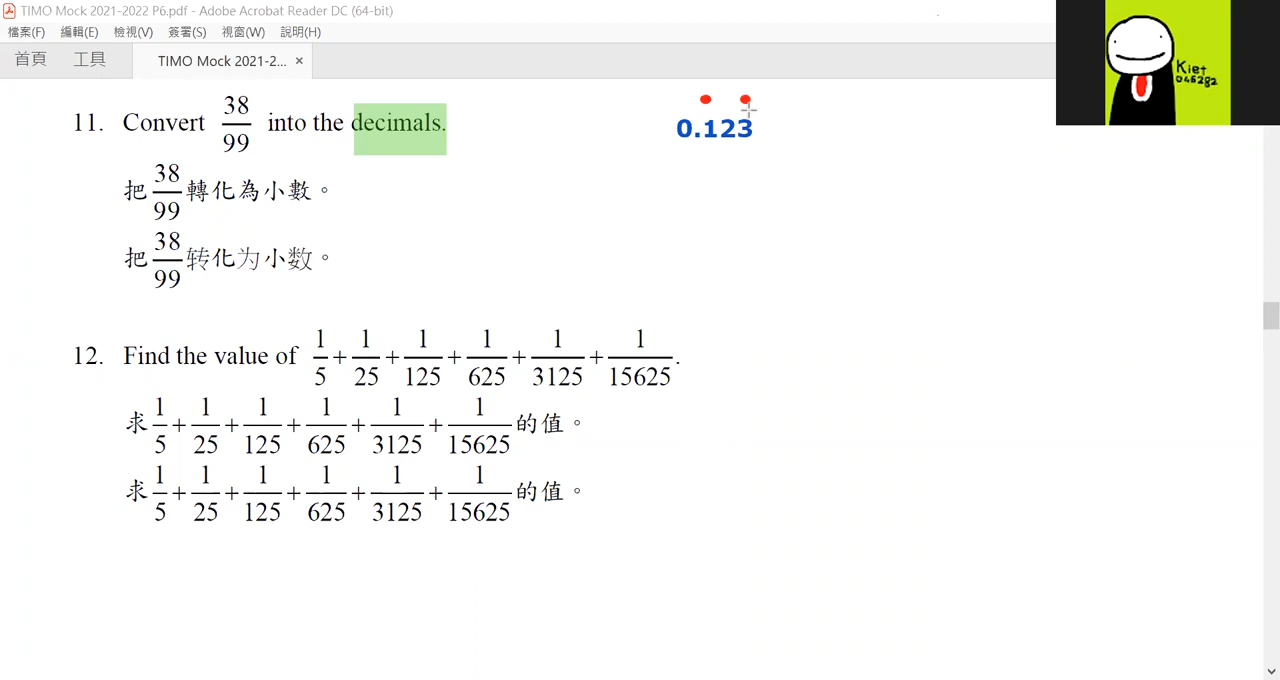 TIMO Mock 2021-2022 P6.pdf - Adobe Acrobat Reader DC (64-bit)
檔案(F) 編輯(E) 檢視(V) 簽署(S) 視窗(W) 說明(H)
首頁 工具 TIMO Mock 2021-2... ×
Kiet
046282
0.1̇23̇
11. Convert 38/99 into the decimals.
把 38/99 轉化為小數。
把 38/99 转化为小数。
12. Find the value of 1/5 + 1/25 + 1/125 + 1/625 + 1/3125 + 1/15625.
求 1/5 + 1/25 + 1/125 + 1/625 + 1/3125 + 1/15625 的值。
求 1/5 + 1/25 + 1/125 + 1/625 + 1/3125 + 1/15625 的值。